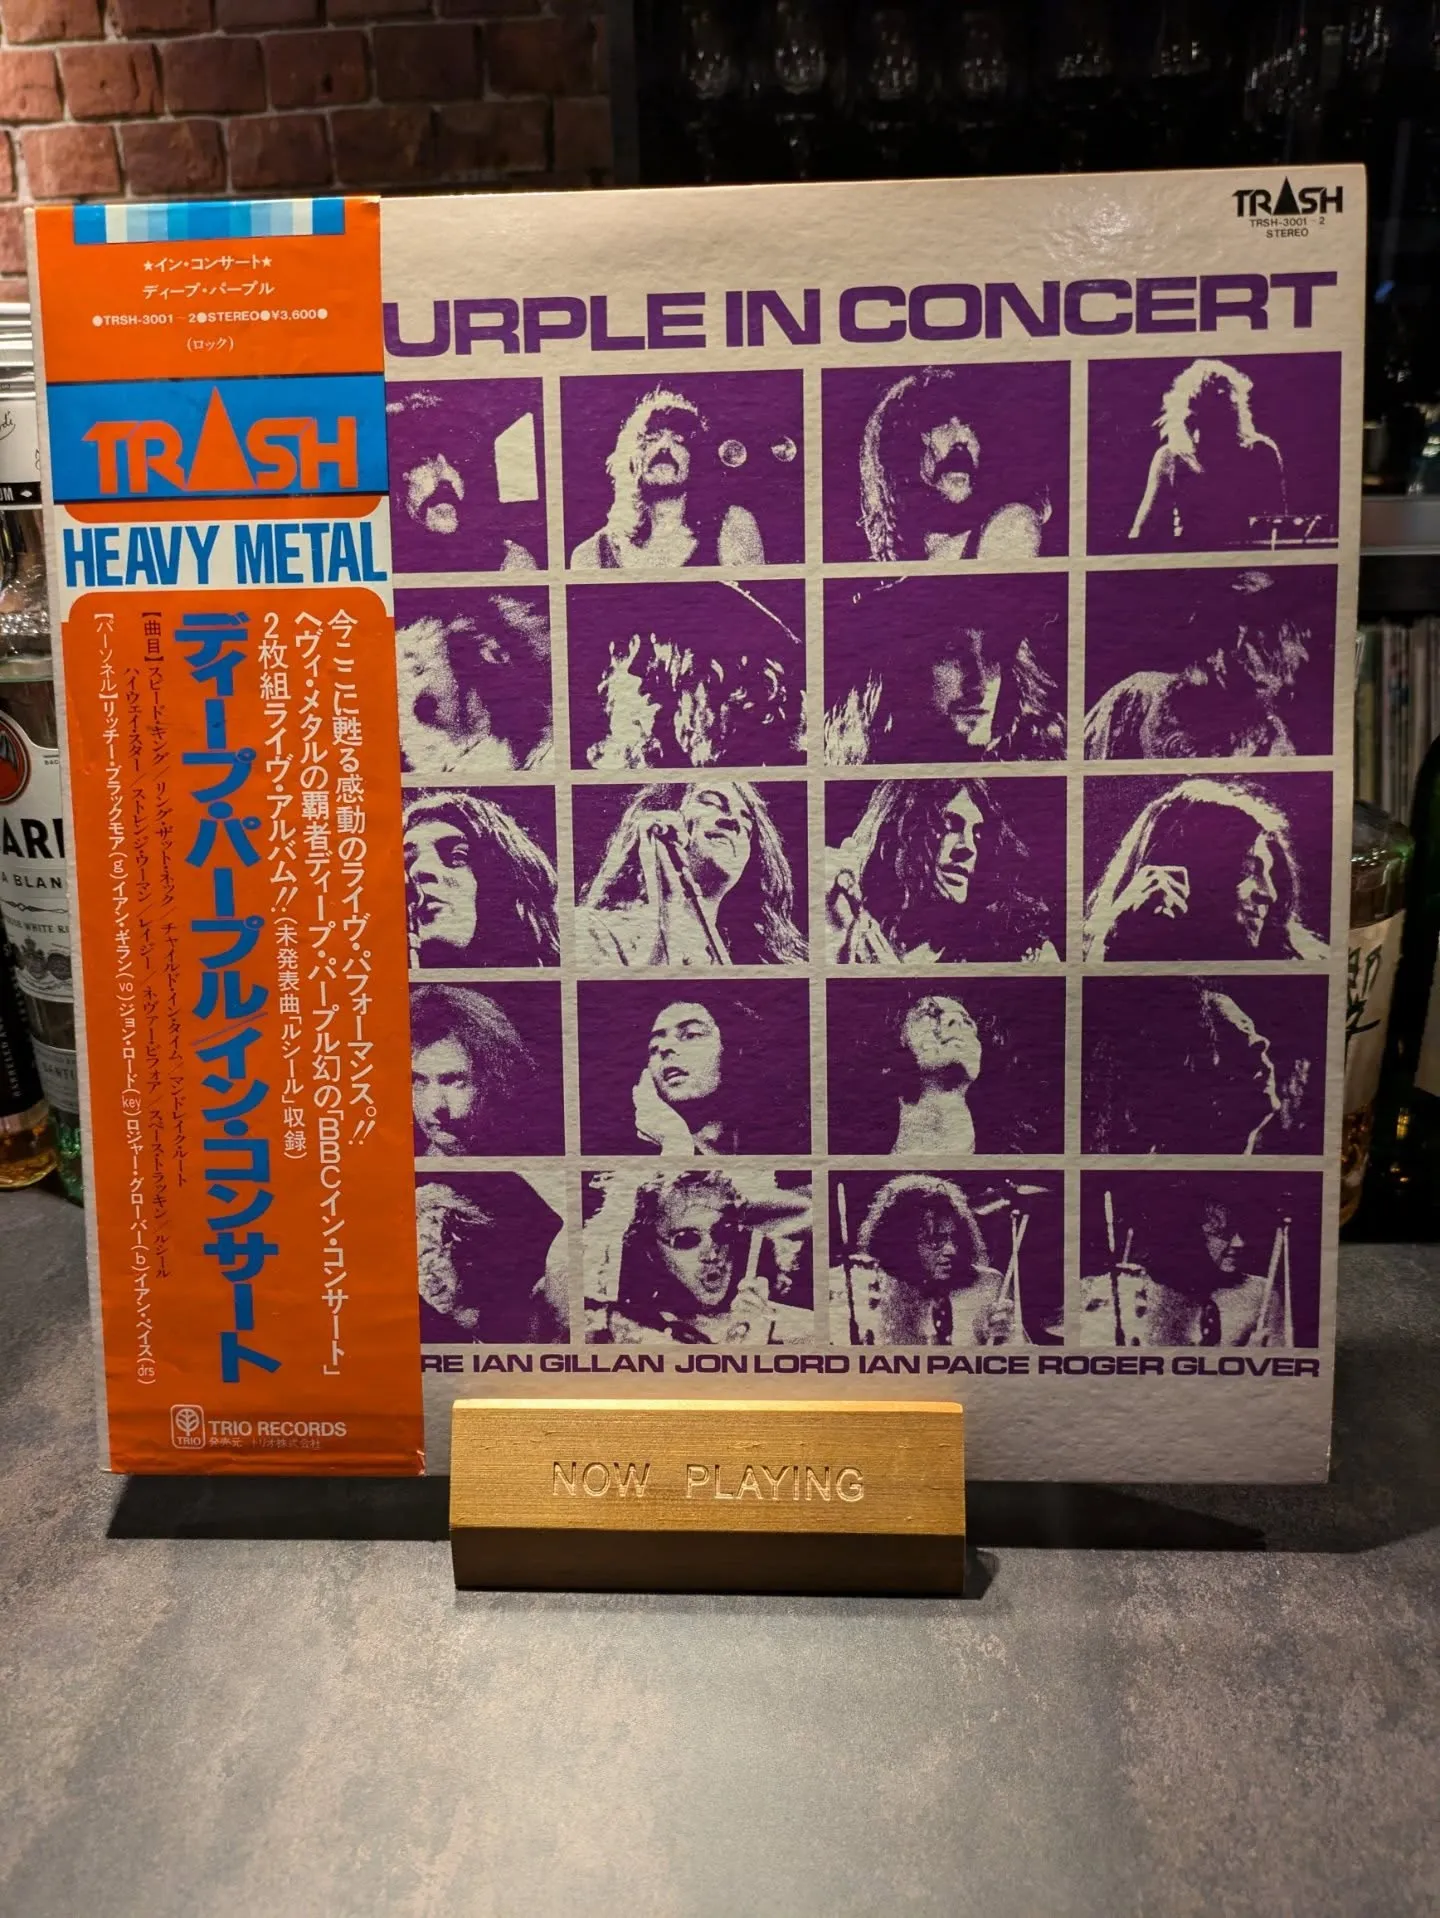 ★イン・コンサート★
ディープ・パープル
●TRSH-3001~2●STEREO●¥3,600●
(ロック)
TRASH
HEAVY METAL
今ここに甦る感動のライヴ・パフォーマンス。!!
ヘヴィ・メタルの覇者ディープ・パープル幻の「BBCイン・コンサート」
2枚組ライヴ・アルバム!!(未発表曲「ルシール」収録)
ディープ・パープル/イン・コンサート
【曲目】スピード・キング/リング・ザット・ネック/チャイルド・イン・タイム/マンドレイク・ルート
ハイウェイ・スター/ストレンジ・ウーマン/レイジー/ネヴァー・ビフォア/スペース・トラッキン/ルシール
【パーソネル】リッチー・ブラックモア(g)イアン・ギラン(vo)ジョン・ロード(key)ロジャー・グローバー(b)イアン・ペイス(drs)
TRIO
TRIO RECORDS
発売元 トリオ株式会社
TRASH
TRSH-3001~2
STEREO
URPLE IN CONCERT
RE IAN GILLAN JON LORD IAN PAICE ROGER GLOVER
NOW PLAYING